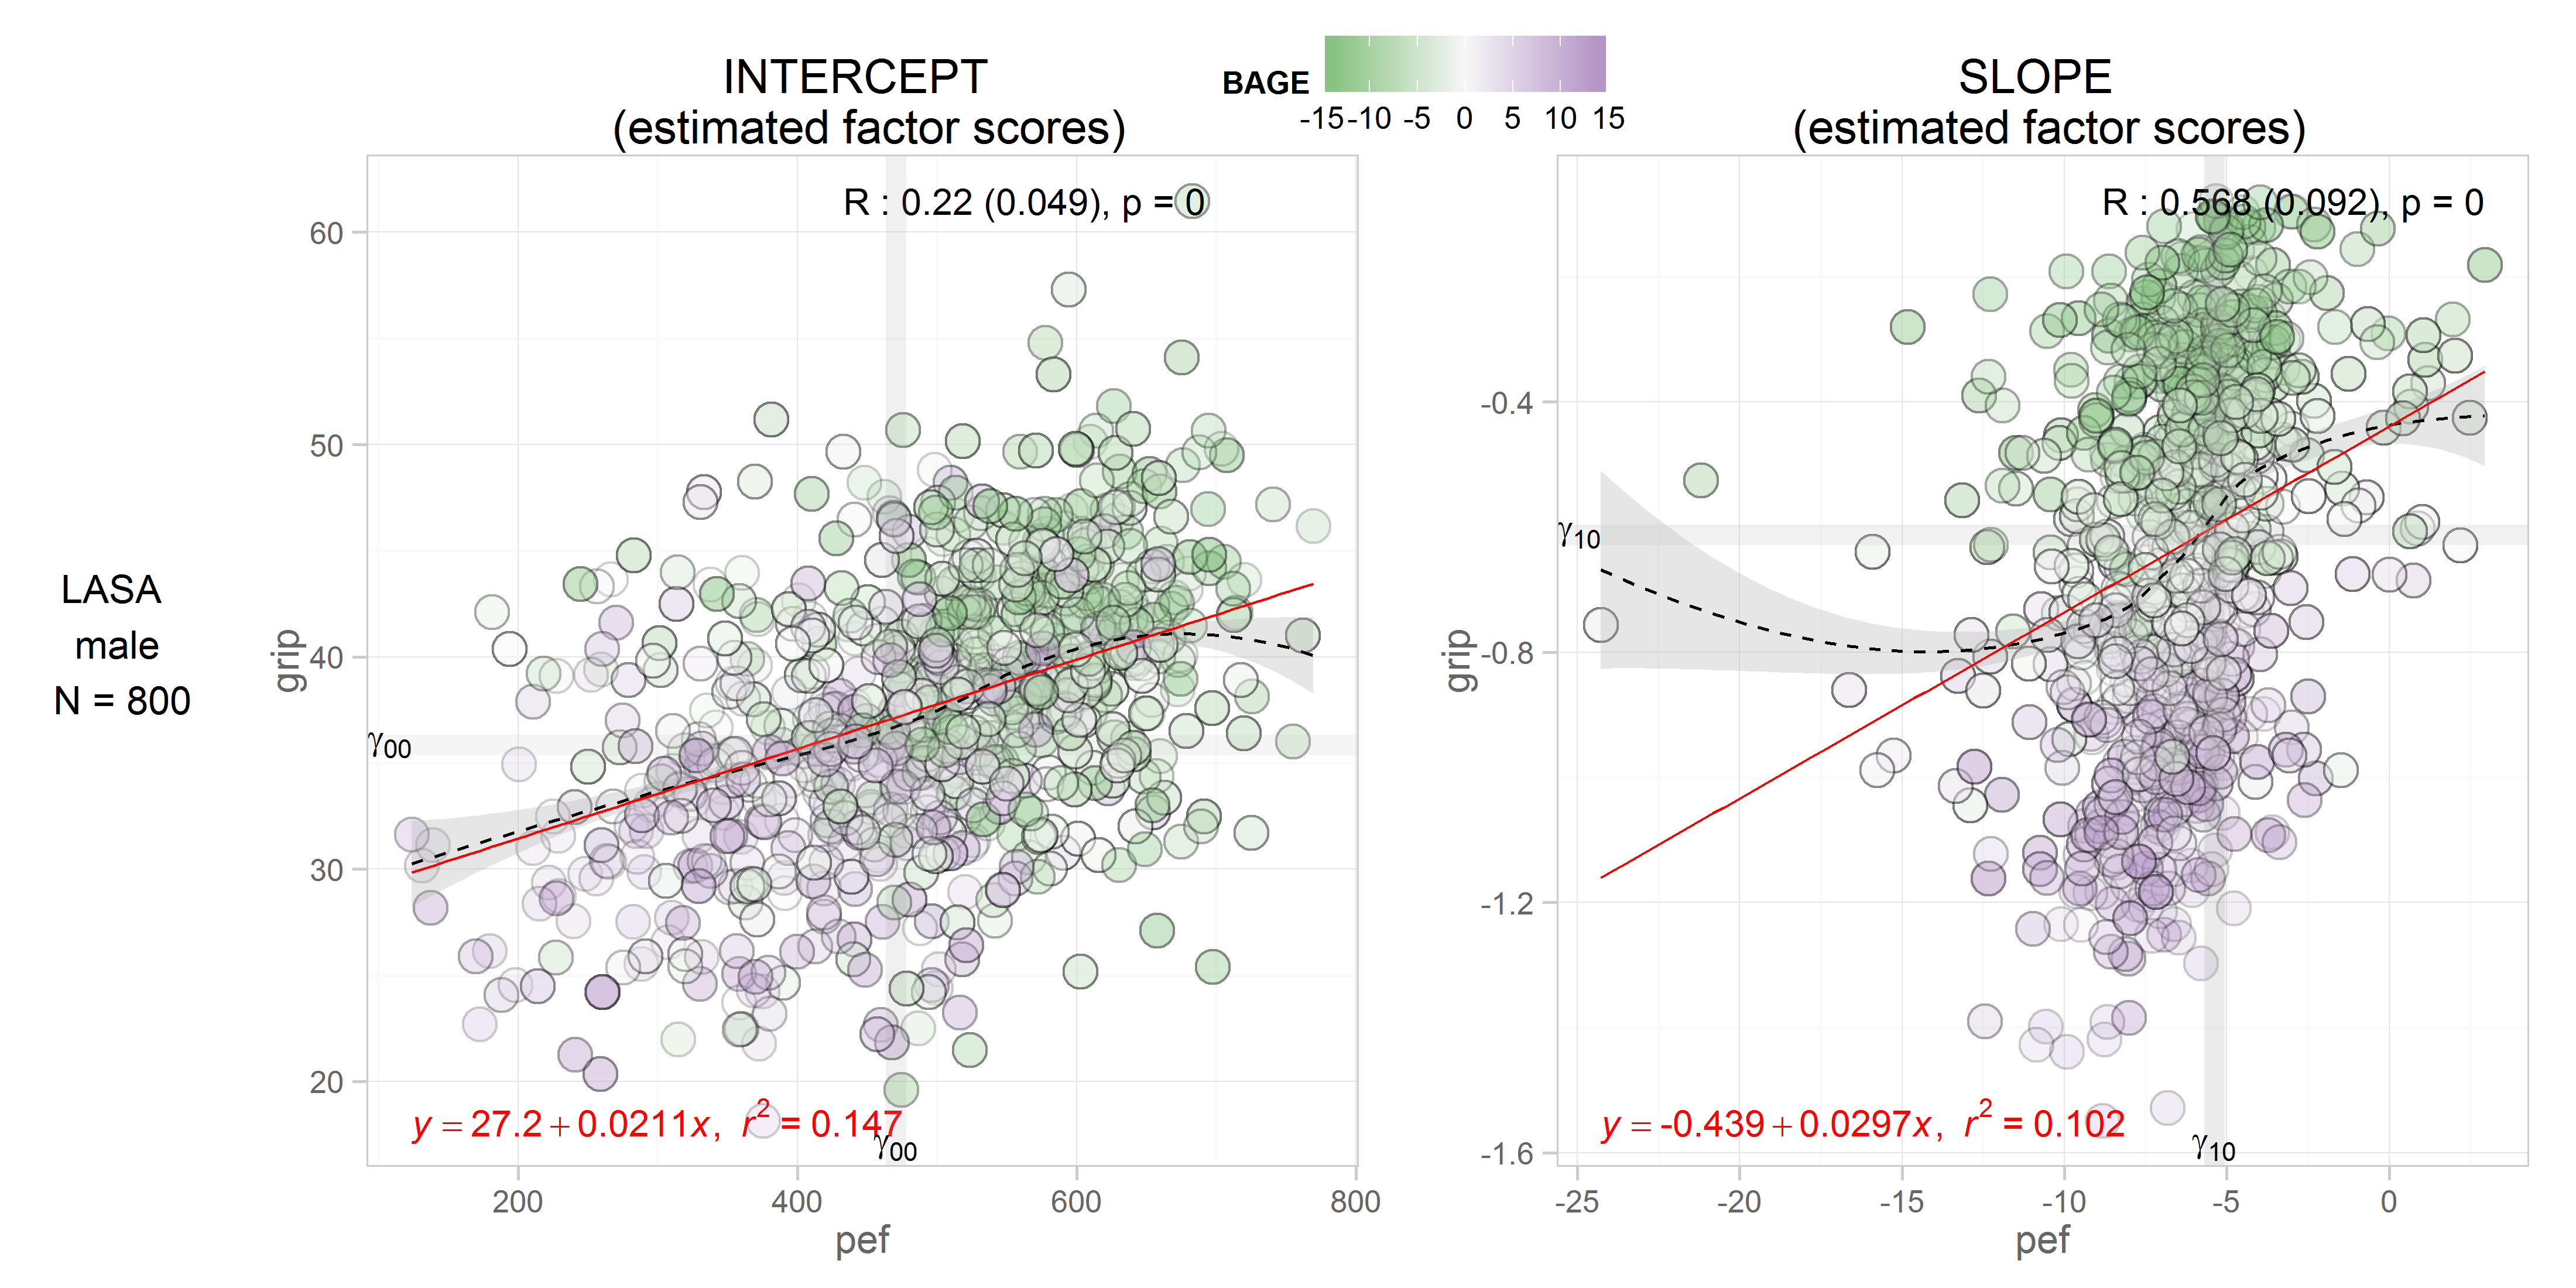 INTERCEPT
(estimated factor scores)
BAGE
-15 -10 -5 0 5 10 15
SLOPE
(estimated factor scores)
LASA
male
N = 800
R : 0.22 (0.049), p = 0
60
50
40
30
20
grip
γ00
y = 27.2 + 0.0211x, r² = 0.147
γ00
200 400 600 800
pef
R : 0.568 (0.092), p = 0
-0.4
-0.8
-1.2
-1.6
grip
γ10
y = -0.439 + 0.0297x, r² = 0.102
γ10
-25 -20 -15 -10 -5 0
pef